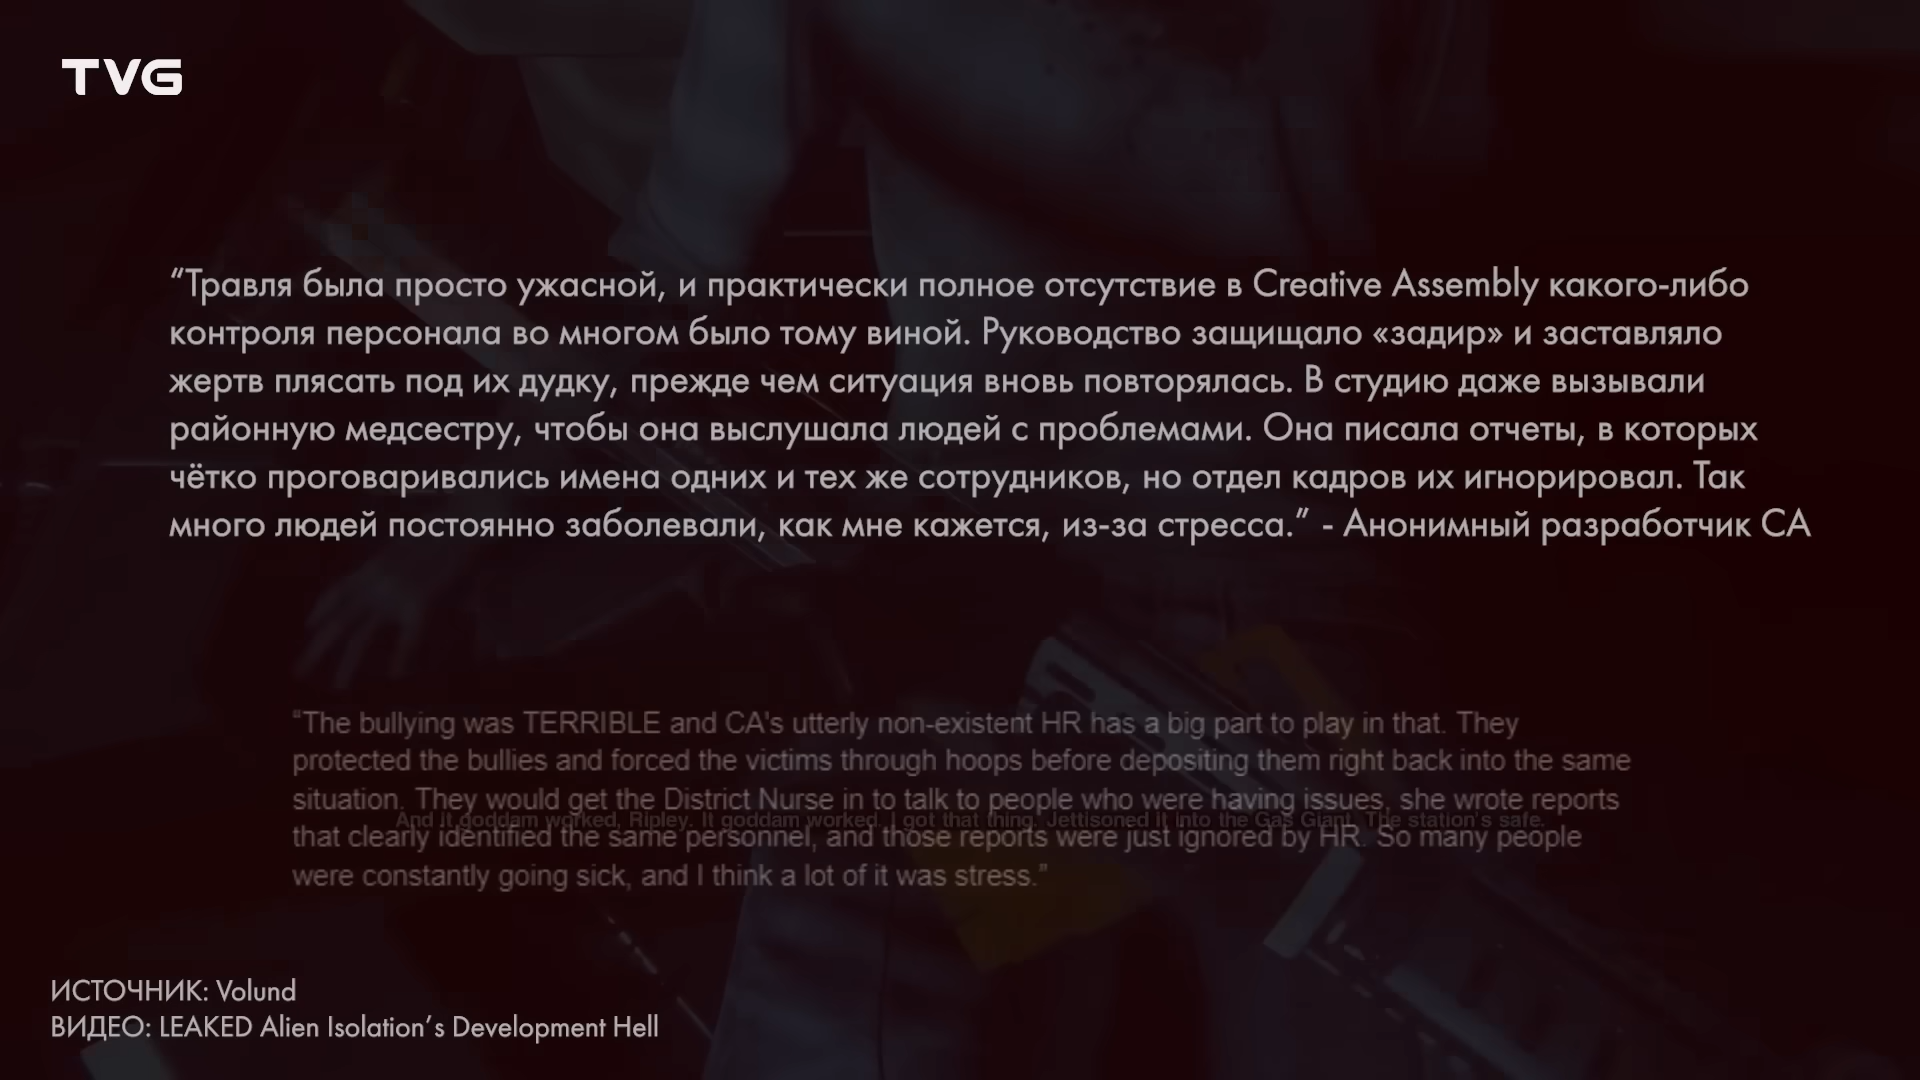 TVG
“Травля была просто ужасной, и практически полное отсутствие в Creative Assembly какого-либо
контроля персонала во многом было тому виной. Руководство защищало «задир» и заставляло
жертв плясать под их дудку, прежде чем ситуация вновь повторялась. В студию даже вызывали
районную медсестру, чтобы она выслушала людей с проблемами. Она писала отчеты, в которых
чётко проговаривались имена одних и тех же сотрудников, но отдел кадров их игнорировал. Так
много людей постоянно заболевали, как мне кажется, из-за стресса.” - Анонимный разработчик CA
“The bullying was TERRIBLE and CA's utterly non-existent HR has a big part to play in that. They
protected the bullies and forced the victims through hoops before depositing them right back into the same
situation. They would get the District Nurse in to talk to people who were having issues, she wrote reports
And it goddam worked, Ripley. It goddam worked. I got that thing. Jettisoned it into the Gas Giant. The station's safe.
that clearly identified the same personnel, and those reports were just ignored by HR. So many people
were constantly going sick, and I think a lot of it was stress.”
ИСТОЧНИК: Volund
ВИДЕО: LEAKED Alien Isolation’s Development Hell